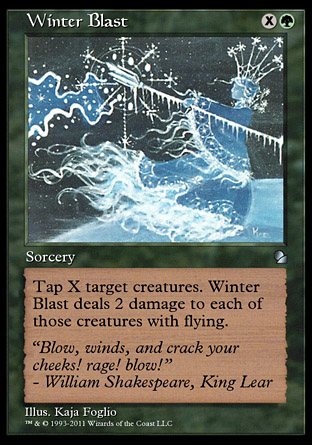 Winter Blast X
Sorcery
Tap X target creatures. Winter
Blast deals 2 damage to each of
those creatures with flying.
"Blow, winds, and crack your
cheeks! rage! blow!"
- William Shakespeare, King Lear
Illus. Kaja Foglio
™ & © 1993-2011 Wizards of the Coast LLC